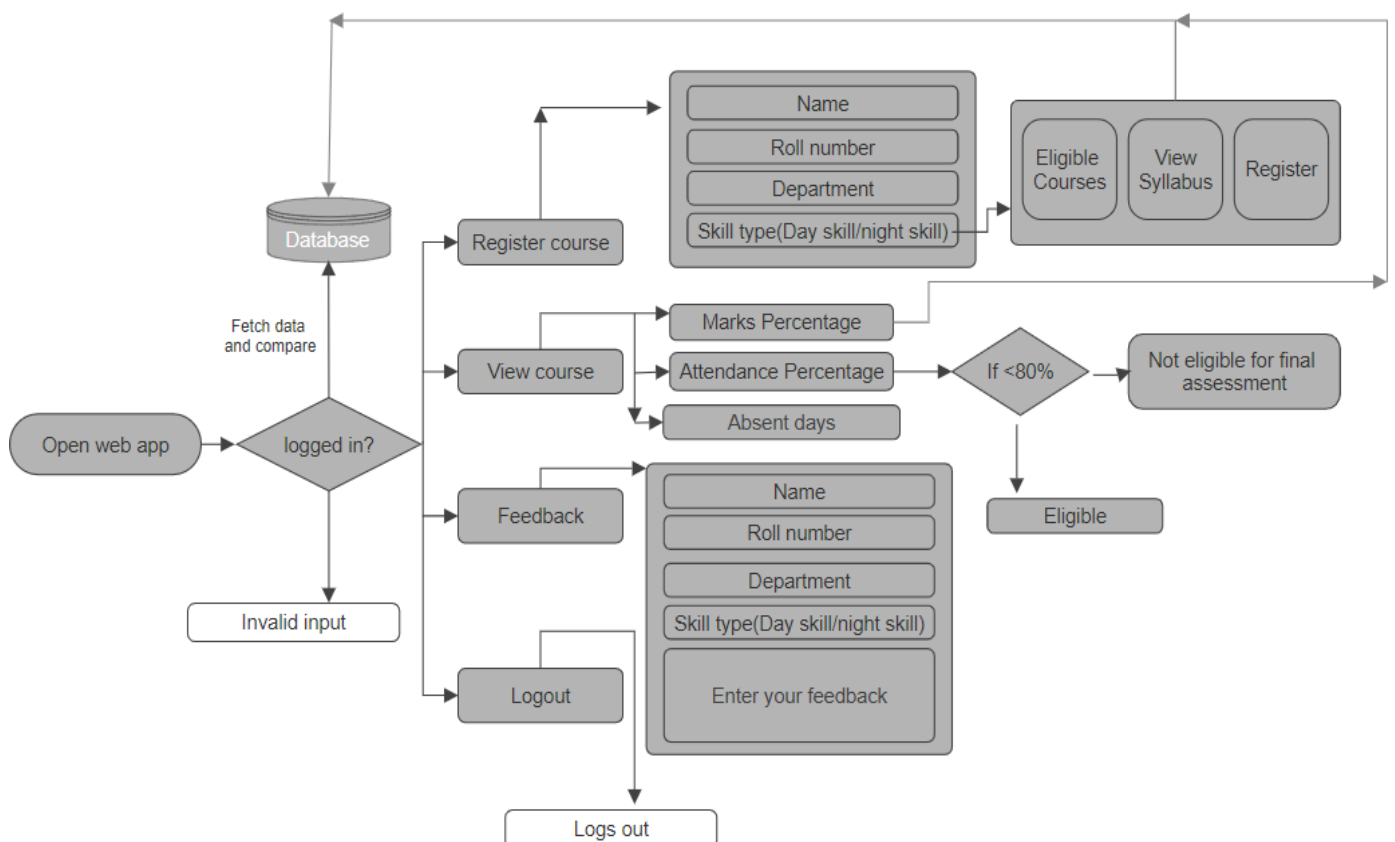 Name
Roll number
Department
Skill type(Day skill/night skill)
Eligible
Courses
View
Syllabus
Register
Database
Register course
Fetch data
and compare
Marks Percentage
View course
Attendance Percentage
If <80%
Not eligible for final
assessment
Absent days
Open web app
logged in?
Feedback
Name
Roll number
Department
Skill type(Day skill/night skill)
Enter your feedback
Eligible
Invalid input
Logout
Logs out